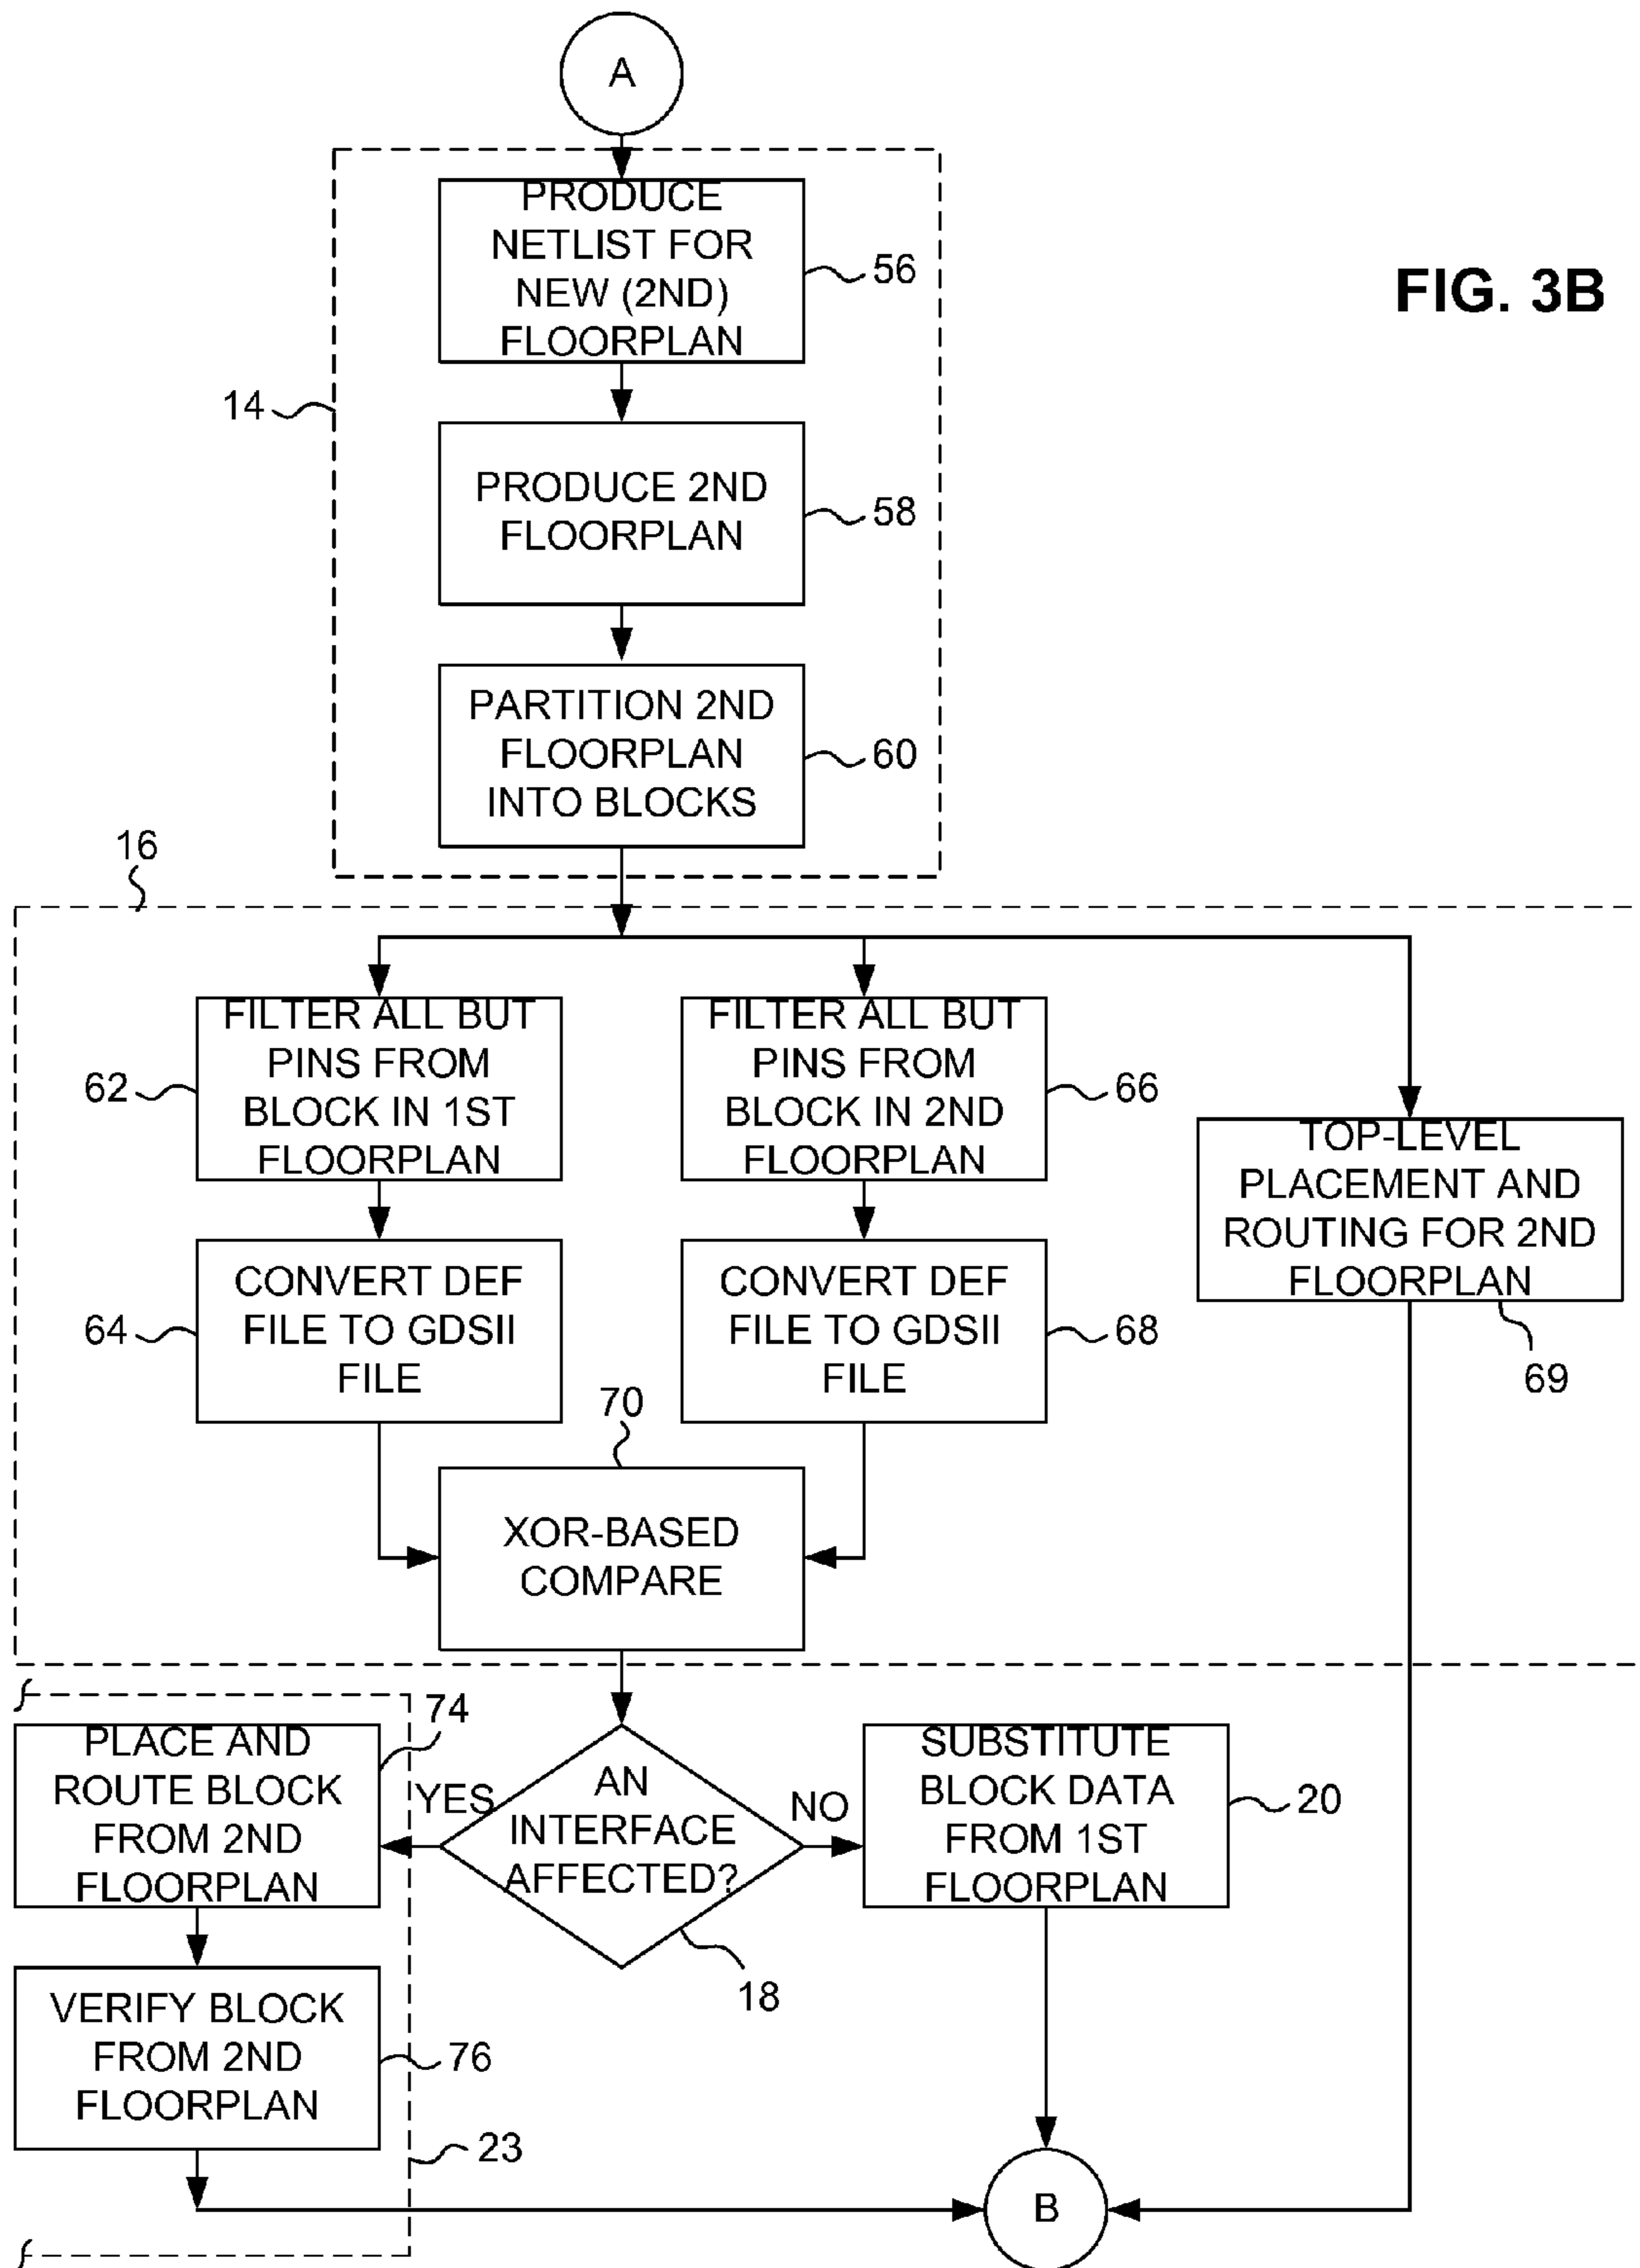 A
PRODUCE
NETLIST FOR
NEW (2ND)
FLOORPLAN
56
FIG. 3B
14
PRODUCE 2ND
FLOORPLAN
58
PARTITION 2ND
FLOORPLAN
INTO BLOCKS
60
16
FILTER ALL BUT
PINS FROM
BLOCK IN 1ST
FLOORPLAN
62
FILTER ALL BUT
PINS FROM
BLOCK IN 2ND
FLOORPLAN
66
TOP-LEVEL
PLACEMENT AND
ROUTING FOR 2ND
FLOORPLAN
69
CONVERT DEF
FILE TO GDSII
FILE
64
CONVERT DEF
FILE TO GDSII
FILE
68
70
XOR-BASED
COMPARE
74
PLACE AND
ROUTE BLOCK
FROM 2ND
FLOORPLAN
YES
AN
INTERFACE
AFFECTED?
18
NO
SUBSTITUTE
BLOCK DATA
FROM 1ST
FLOORPLAN
20
VERIFY BLOCK
FROM 2ND
FLOORPLAN
76
23
B